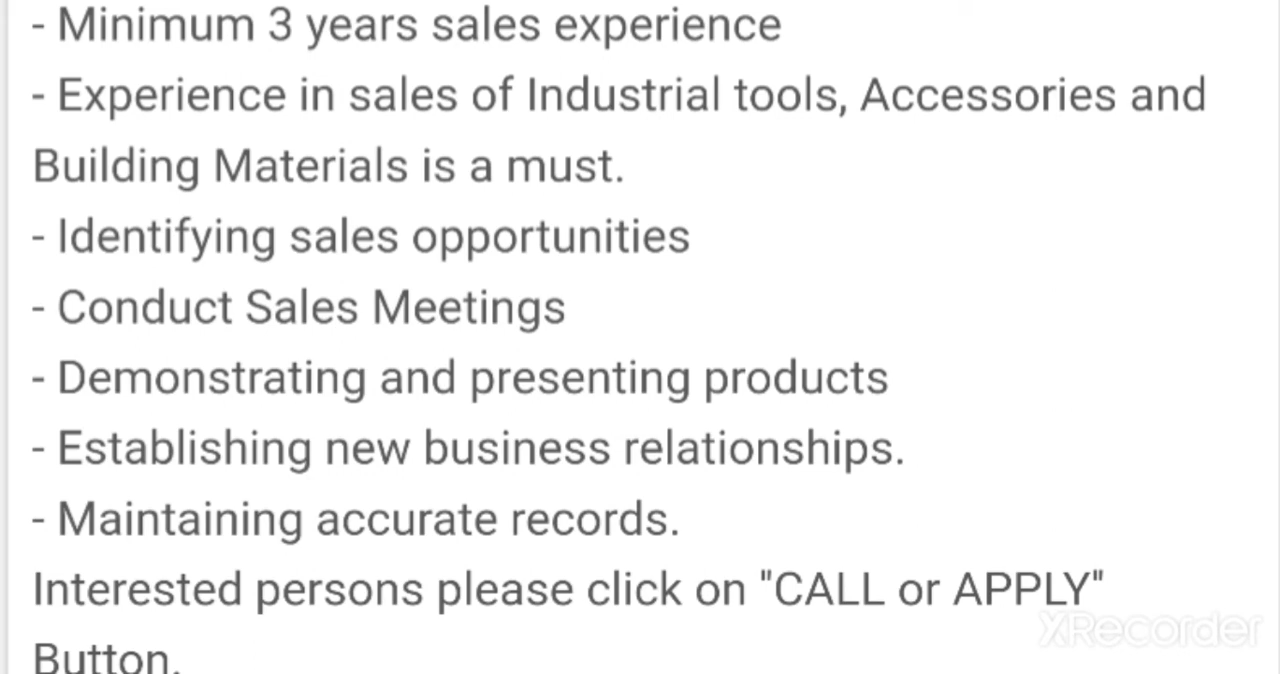 - Minimum 3 years sales experience
- Experience in sales of Industrial tools, Accessories and
Building Materials is a must.
- Identifying sales opportunities
- Conduct Sales Meetings
- Demonstrating and presenting products
- Establishing new business relationships.
- Maintaining accurate records.
Interested persons please click on "CALL or APPLY"
Button.
XRecorder